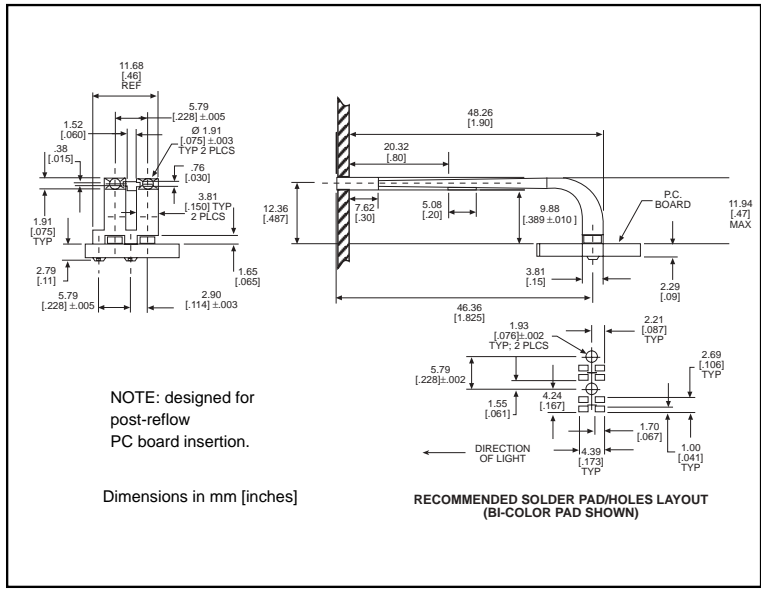 11.68
[.46]
REF
5.79
[.228] ±.005
1.52
[.060]
Ø 1.91
[.075] ±.003
TYP 2 PLCS
.38
[.015]
.76
[.030]
3.81
[.150] TYP
2 PLCS
1.91
[.075]
TYP
2.79
[.11]
1.65
[.065]
5.79
[.228] ±.005
2.90
[.114] ±.003
48.26
[1.90]
20.32
[.80]
P.C.
BOARD
12.36
[.487]
7.62
[.30]
5.08
[.20]
9.88
[.389 ±.010 ]
11.94
[.47]
MAX
3.81
[.15]
2.29
[.09]
46.36
[1.825]
1.93
[.076]±.002
TYP; 2 PLCS
2.21
[.087]
TYP
5.79
[.228]±.002
2.69
[.106]
TYP
1.55
[.061]
4.24
[.167]
1.70
[.067]
1.00
[.041]
TYP
4.39
[.173]
TYP
DIRECTION
OF LIGHT
NOTE: designed for
post-reflow
PC board insertion.
Dimensions in mm [inches]
RECOMMENDED SOLDER PAD/HOLES LAYOUT
(BI-COLOR PAD SHOWN)